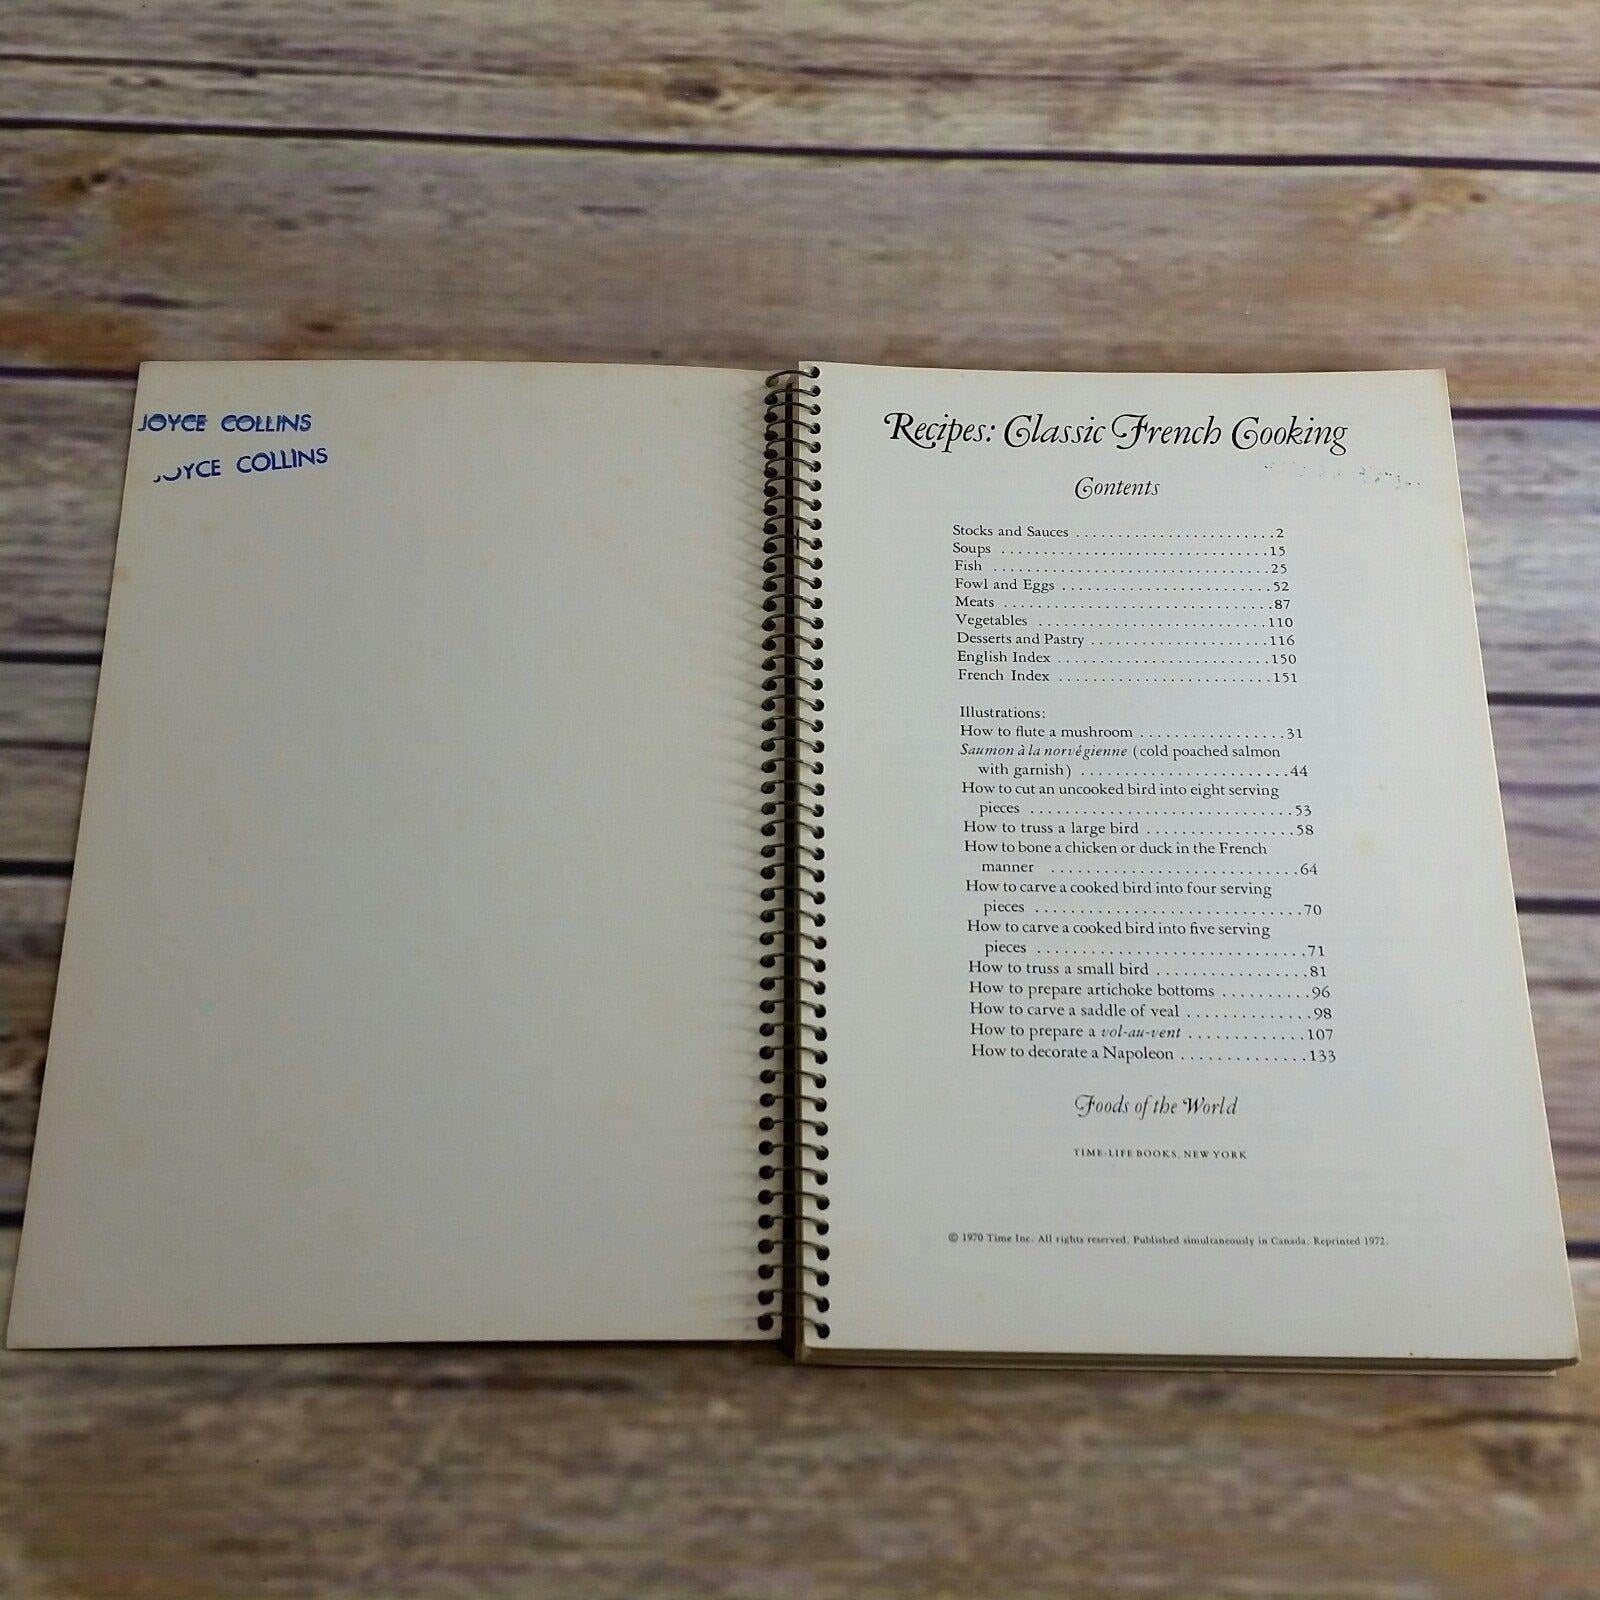 JOYCE COLLINS
JOYCE COLLINS
Recipes: Classic French Cooking
Contents
Stocks and Sauces ........................2
Soups ................................15
Fish .................................25
Fowl and Eggs .........................52
Meats ................................87
Vegetables ...........................110
Desserts and Pastry .....................116
English Index .........................150
French Index .........................151
Illustrations:
How to flute a mushroom .................31
Saumon à la norvégienne (cold poached salmon
with garnish) .........................44
How to cut an uncooked bird into eight serving
pieces ...............................53
How to truss a large bird .................58
How to bone a chicken or duck in the French
manner ............................64
How to carve a cooked bird into four serving
pieces ...............................70
How to carve a cooked bird into five serving
pieces ...............................71
How to truss a small bird .................81
How to prepare artichoke bottoms ..........96
How to carve a saddle of veal ..............98
How to prepare a vol-au-vent .............107
How to decorate a Napoleon ..............133
Foods of the World
TIME-LIFE BOOKS, NEW YORK
© 1970 Time Inc. All rights reserved. Published simultaneously in Canada. Reprinted 1972.